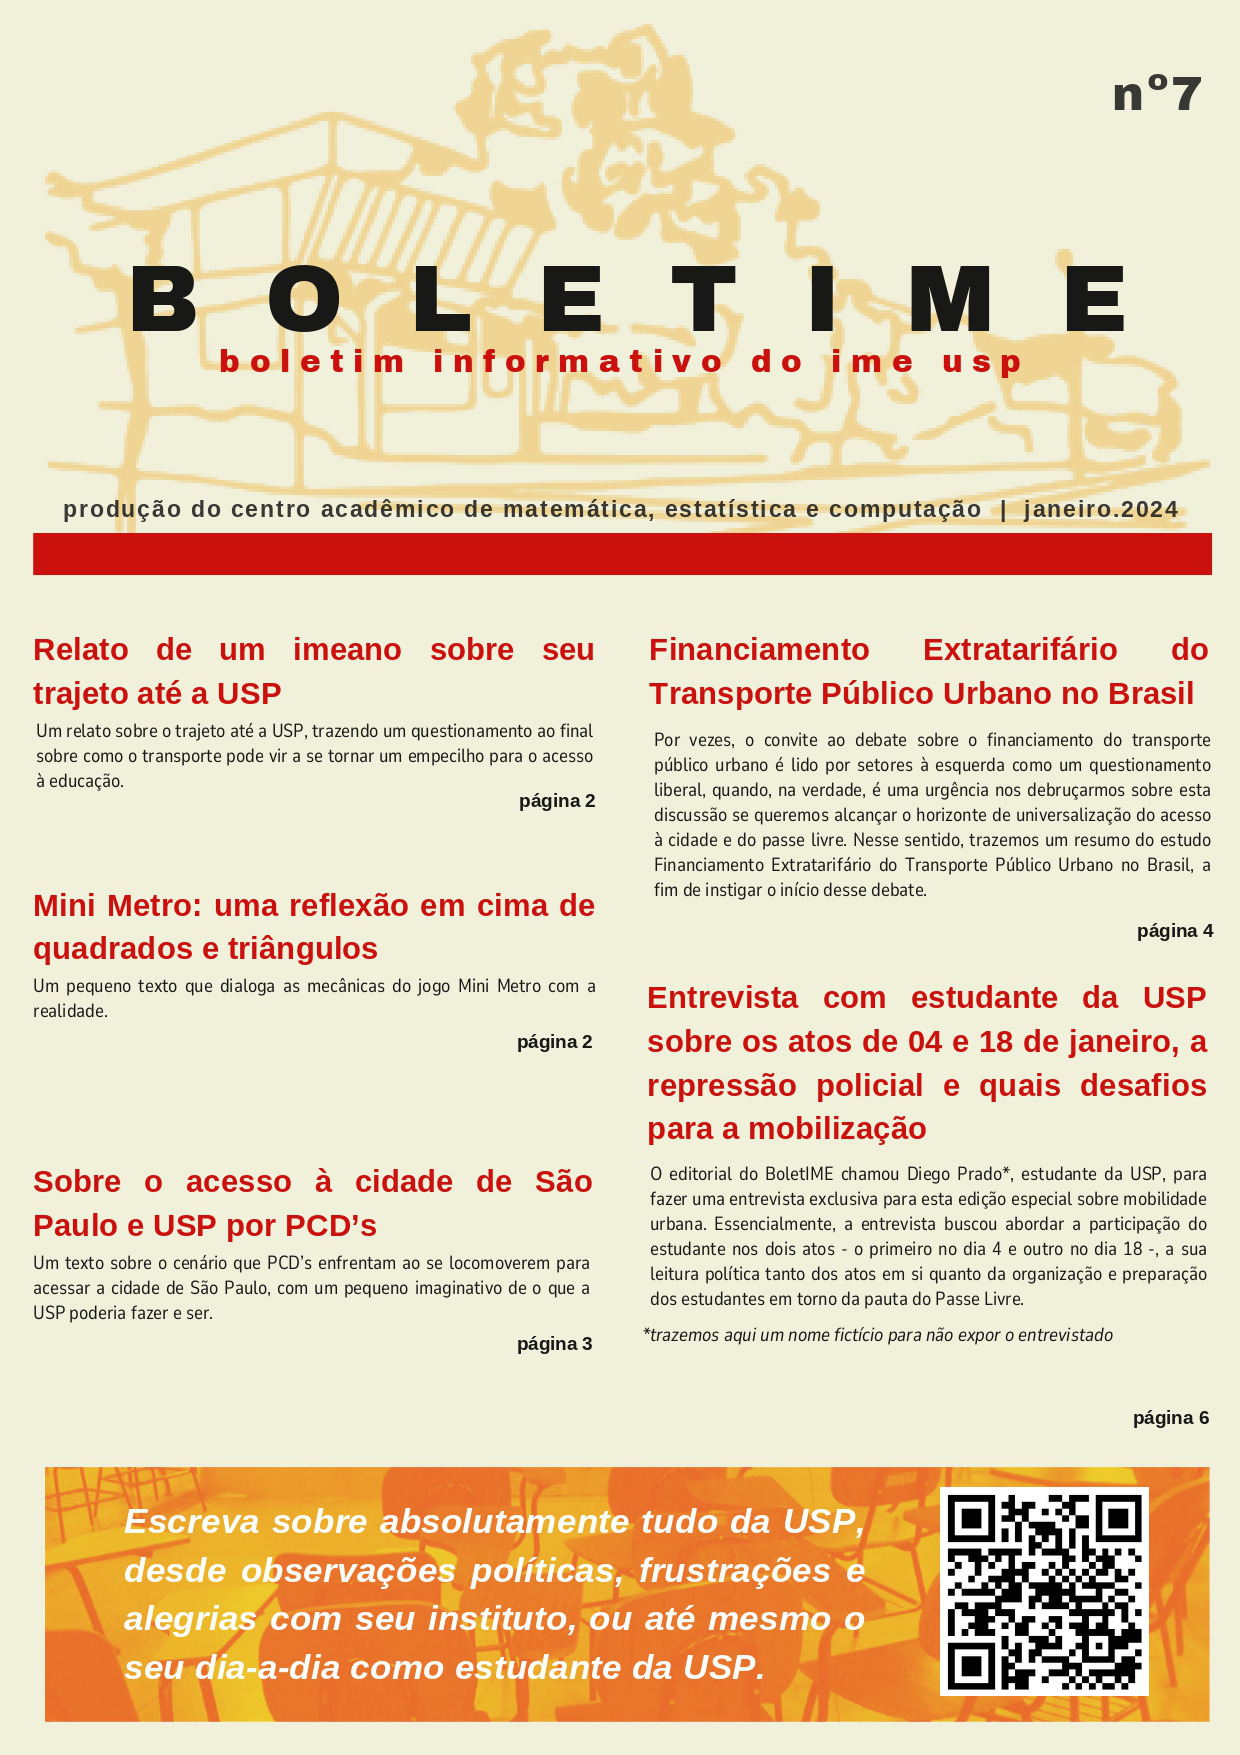 nº7
BOLETIME
boletim informativo do ime usp
produção do centro acadêmico de matemática, estatística e computação | janeiro.2024
Relato de um imeano sobre seu
trajeto até a USP
Um relato sobre o trajeto até a USP, trazendo um questionamento ao final
sobre como o transporte pode vir a se tornar um empecilho para o acesso
à educação.
página 2
Mini Metro: uma reflexão em cima de
quadrados e triângulos
Um pequeno texto que dialoga as mecânicas do jogo Mini Metro com a
realidade.
página 2
Sobre o acesso à cidade de São
Paulo e USP por PCD’s
Um texto sobre o cenário que PCD’s enfrentam ao se locomoverem para
acessar a cidade de São Paulo, com um pequeno imaginativo de o que a
USP poderia fazer e ser.
página 3
Financiamento Extratarifário do
Transporte Público Urbano no Brasil
Por vezes, o convite ao debate sobre o financiamento do transporte
público urbano é lido por setores à esquerda como um questionamento
liberal, quando, na verdade, é uma urgência nos debruçarmos sobre esta
discussão se queremos alcançar o horizonte de universalização do acesso
à cidade e do passe livre. Nesse sentido, trazemos um resumo do estudo
Financiamento Extratarifário do Transporte Público Urbano no Brasil, a
fim de instigar o início desse debate.
página 4
Entrevista com estudante da USP
sobre os atos de 04 e 18 de janeiro, a
repressão policial e quais desafios
para a mobilização
O editorial do BoletIME chamou Diego Prado*, estudante da USP, para
fazer uma entrevista exclusiva para esta edição especial sobre mobilidade
urbana. Essencialmente, a entrevista buscou abordar a participação do
estudante nos dois atos - o primeiro no dia 4 e outro no dia 18 -, a sua
leitura política tanto dos atos em si quanto da organização e preparação
dos estudantes em torno da pauta do Passe Livre.
*trazemos aqui um nome fictício para não expor o entrevistado
página 6
Escreva sobre absolutamente tudo da USP,
desde observações políticas, frustrações e
alegrias com seu instituto, ou até mesmo o
seu dia-a-dia como estudante da USP.